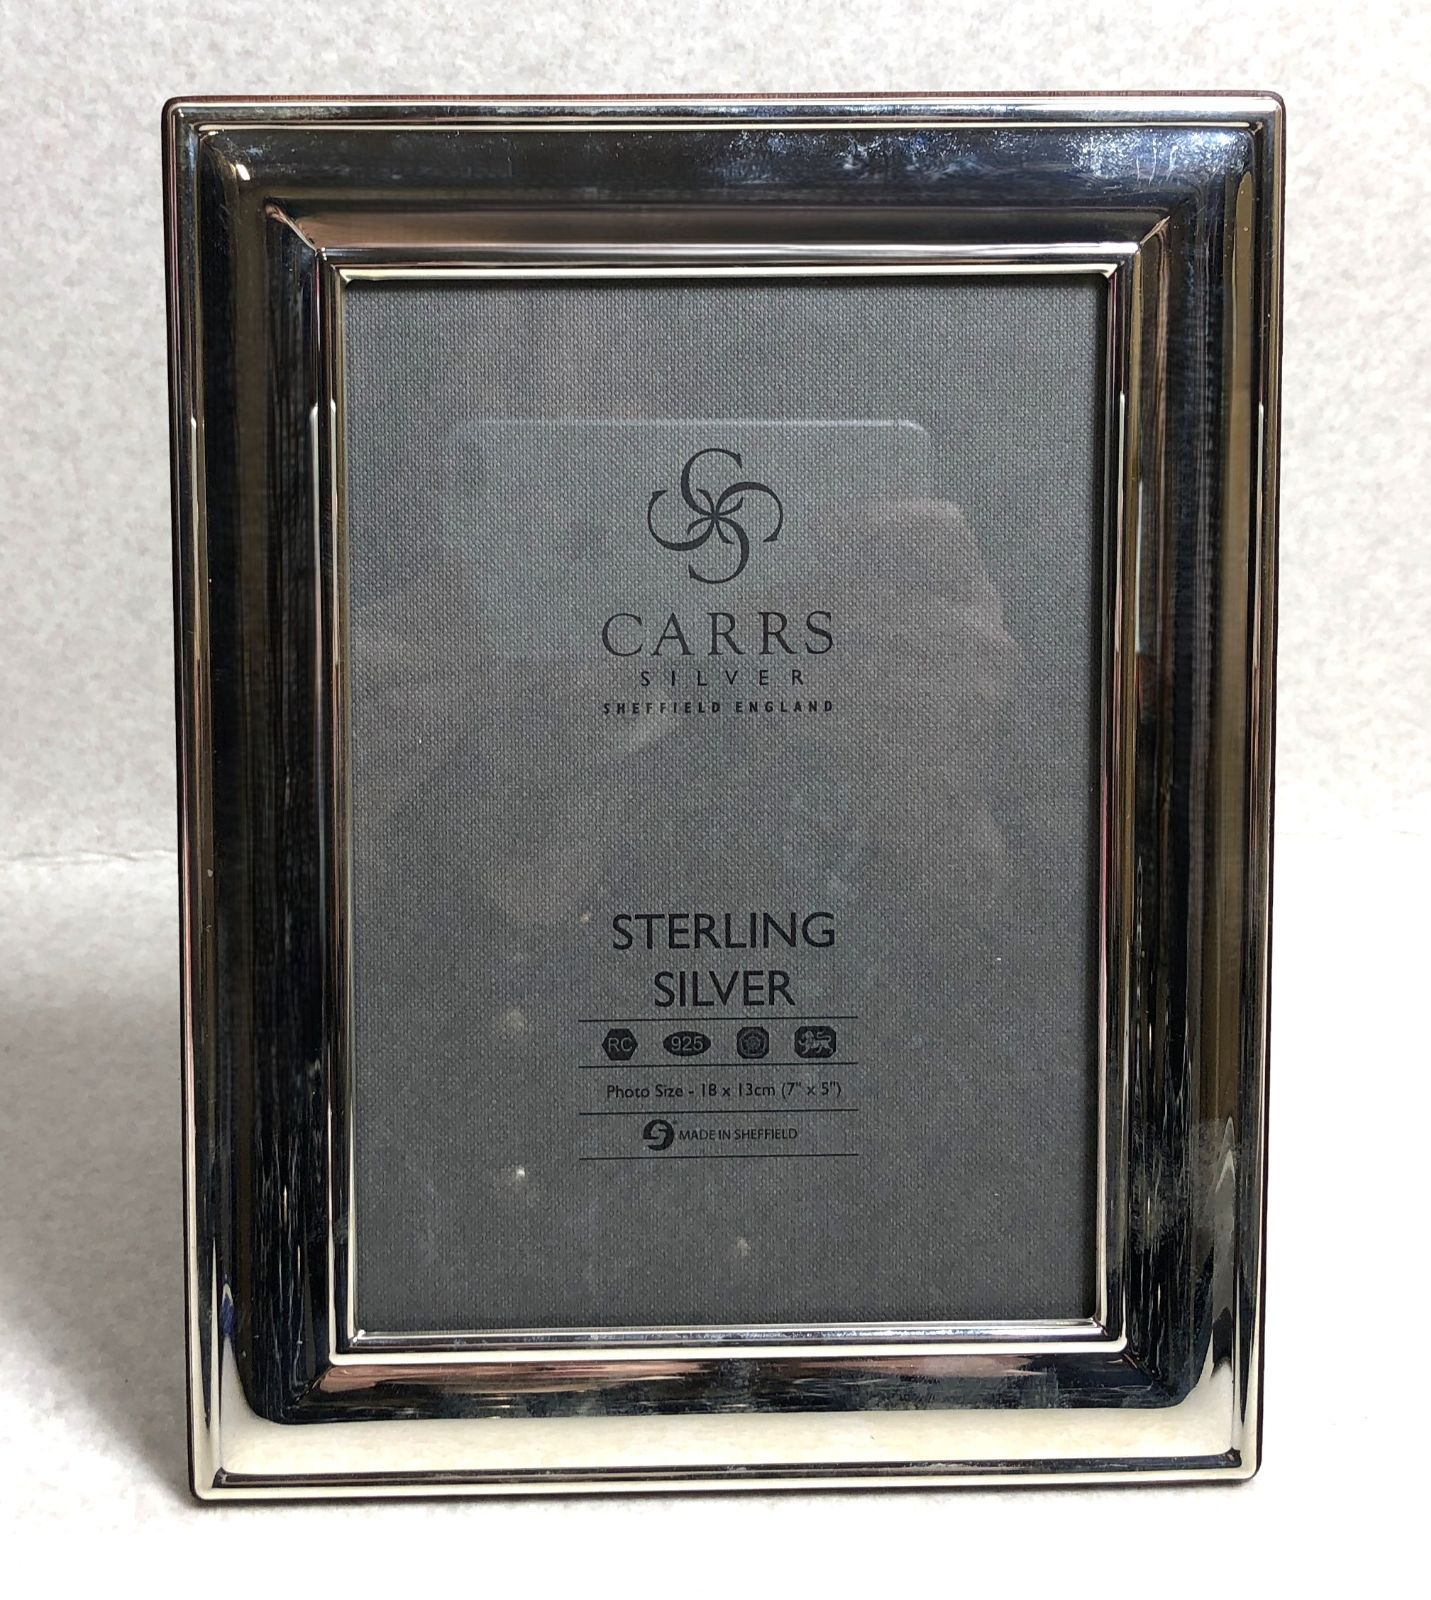 CARRS
SILVER
SHEFFIELD ENGLAND
STERLING
SILVER
RC 925
Photo Size - 18 x 13cm (7" x 5")
MADE IN SHEFFIELD